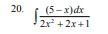 20. ∫ (5 – x)dx / 2x² + 2x + 1